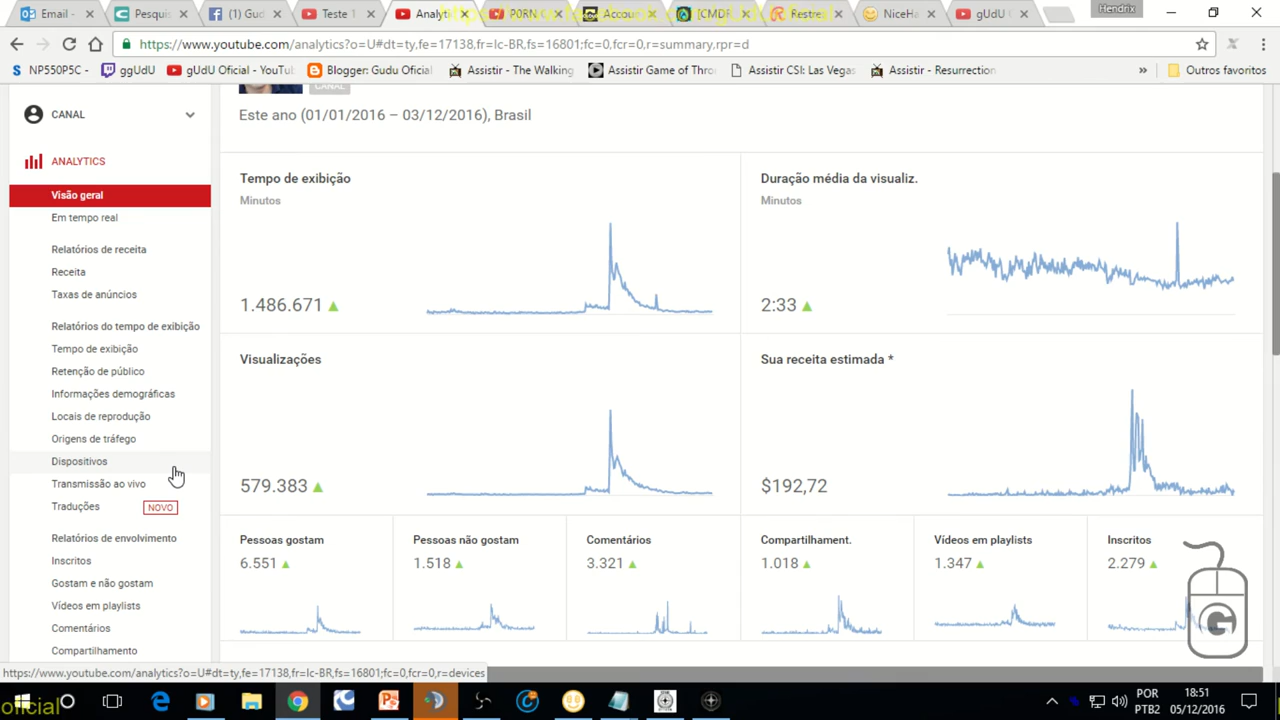 Email -
Pesqui
(1) Gud
Teste 1
Analyti
P0RN
Accou
[CMDR
Restre
NiceHa
gUdU
Hendrix
https://www.youtube.com/analytics?o=U#dt=ty,fe=17138,fr=lc-BR,fs=16801;fc=0,fcr=0,r=summary,rpr=d
NP550P5C -
ggUdU
gUdU Oficial - YouTu
Blogger: Gudu Oficial
Assistir - The Walking
Assistir Game of Thro
Assistir CSI: Las Vegas
Assistir - Resurrection
»
Outros favoritos
CANAL
CANAL
Este ano (01/01/2016 – 03/12/2016), Brasil
ANALYTICS
Visão geral
Em tempo real
Relatórios de receita
Receita
Taxas de anúncios
Relatórios do tempo de exibição
Tempo de exibição
Retenção de público
Informações demográficas
Locais de reprodução
Origens de tráfego
Dispositivos
Transmissão ao vivo
Traduções
NOVO
Relatórios de envolvimento
Inscritos
Gostam e não gostam
Vídeos em playlists
Comentários
Compartilhamento
Tempo de exibição
Minutos
1.486.671
Duração média da visualiz.
Minutos
2:33
Visualizações
579.383
Sua receita estimada *
$192,72
Pessoas gostam
6.551
Pessoas não gostam
1.518
Comentários
3.321
Compartilhament.
1.018
Vídeos em playlists
1.347
Inscritos
2.279
G
https://www.youtube.com/analytics?o=U#dt=ty,fe=17138,fr=lc-BR,fs=16801;fc=0,fcr=0,r=devices
oficial
POR
PTB2
18:51
05/12/2016